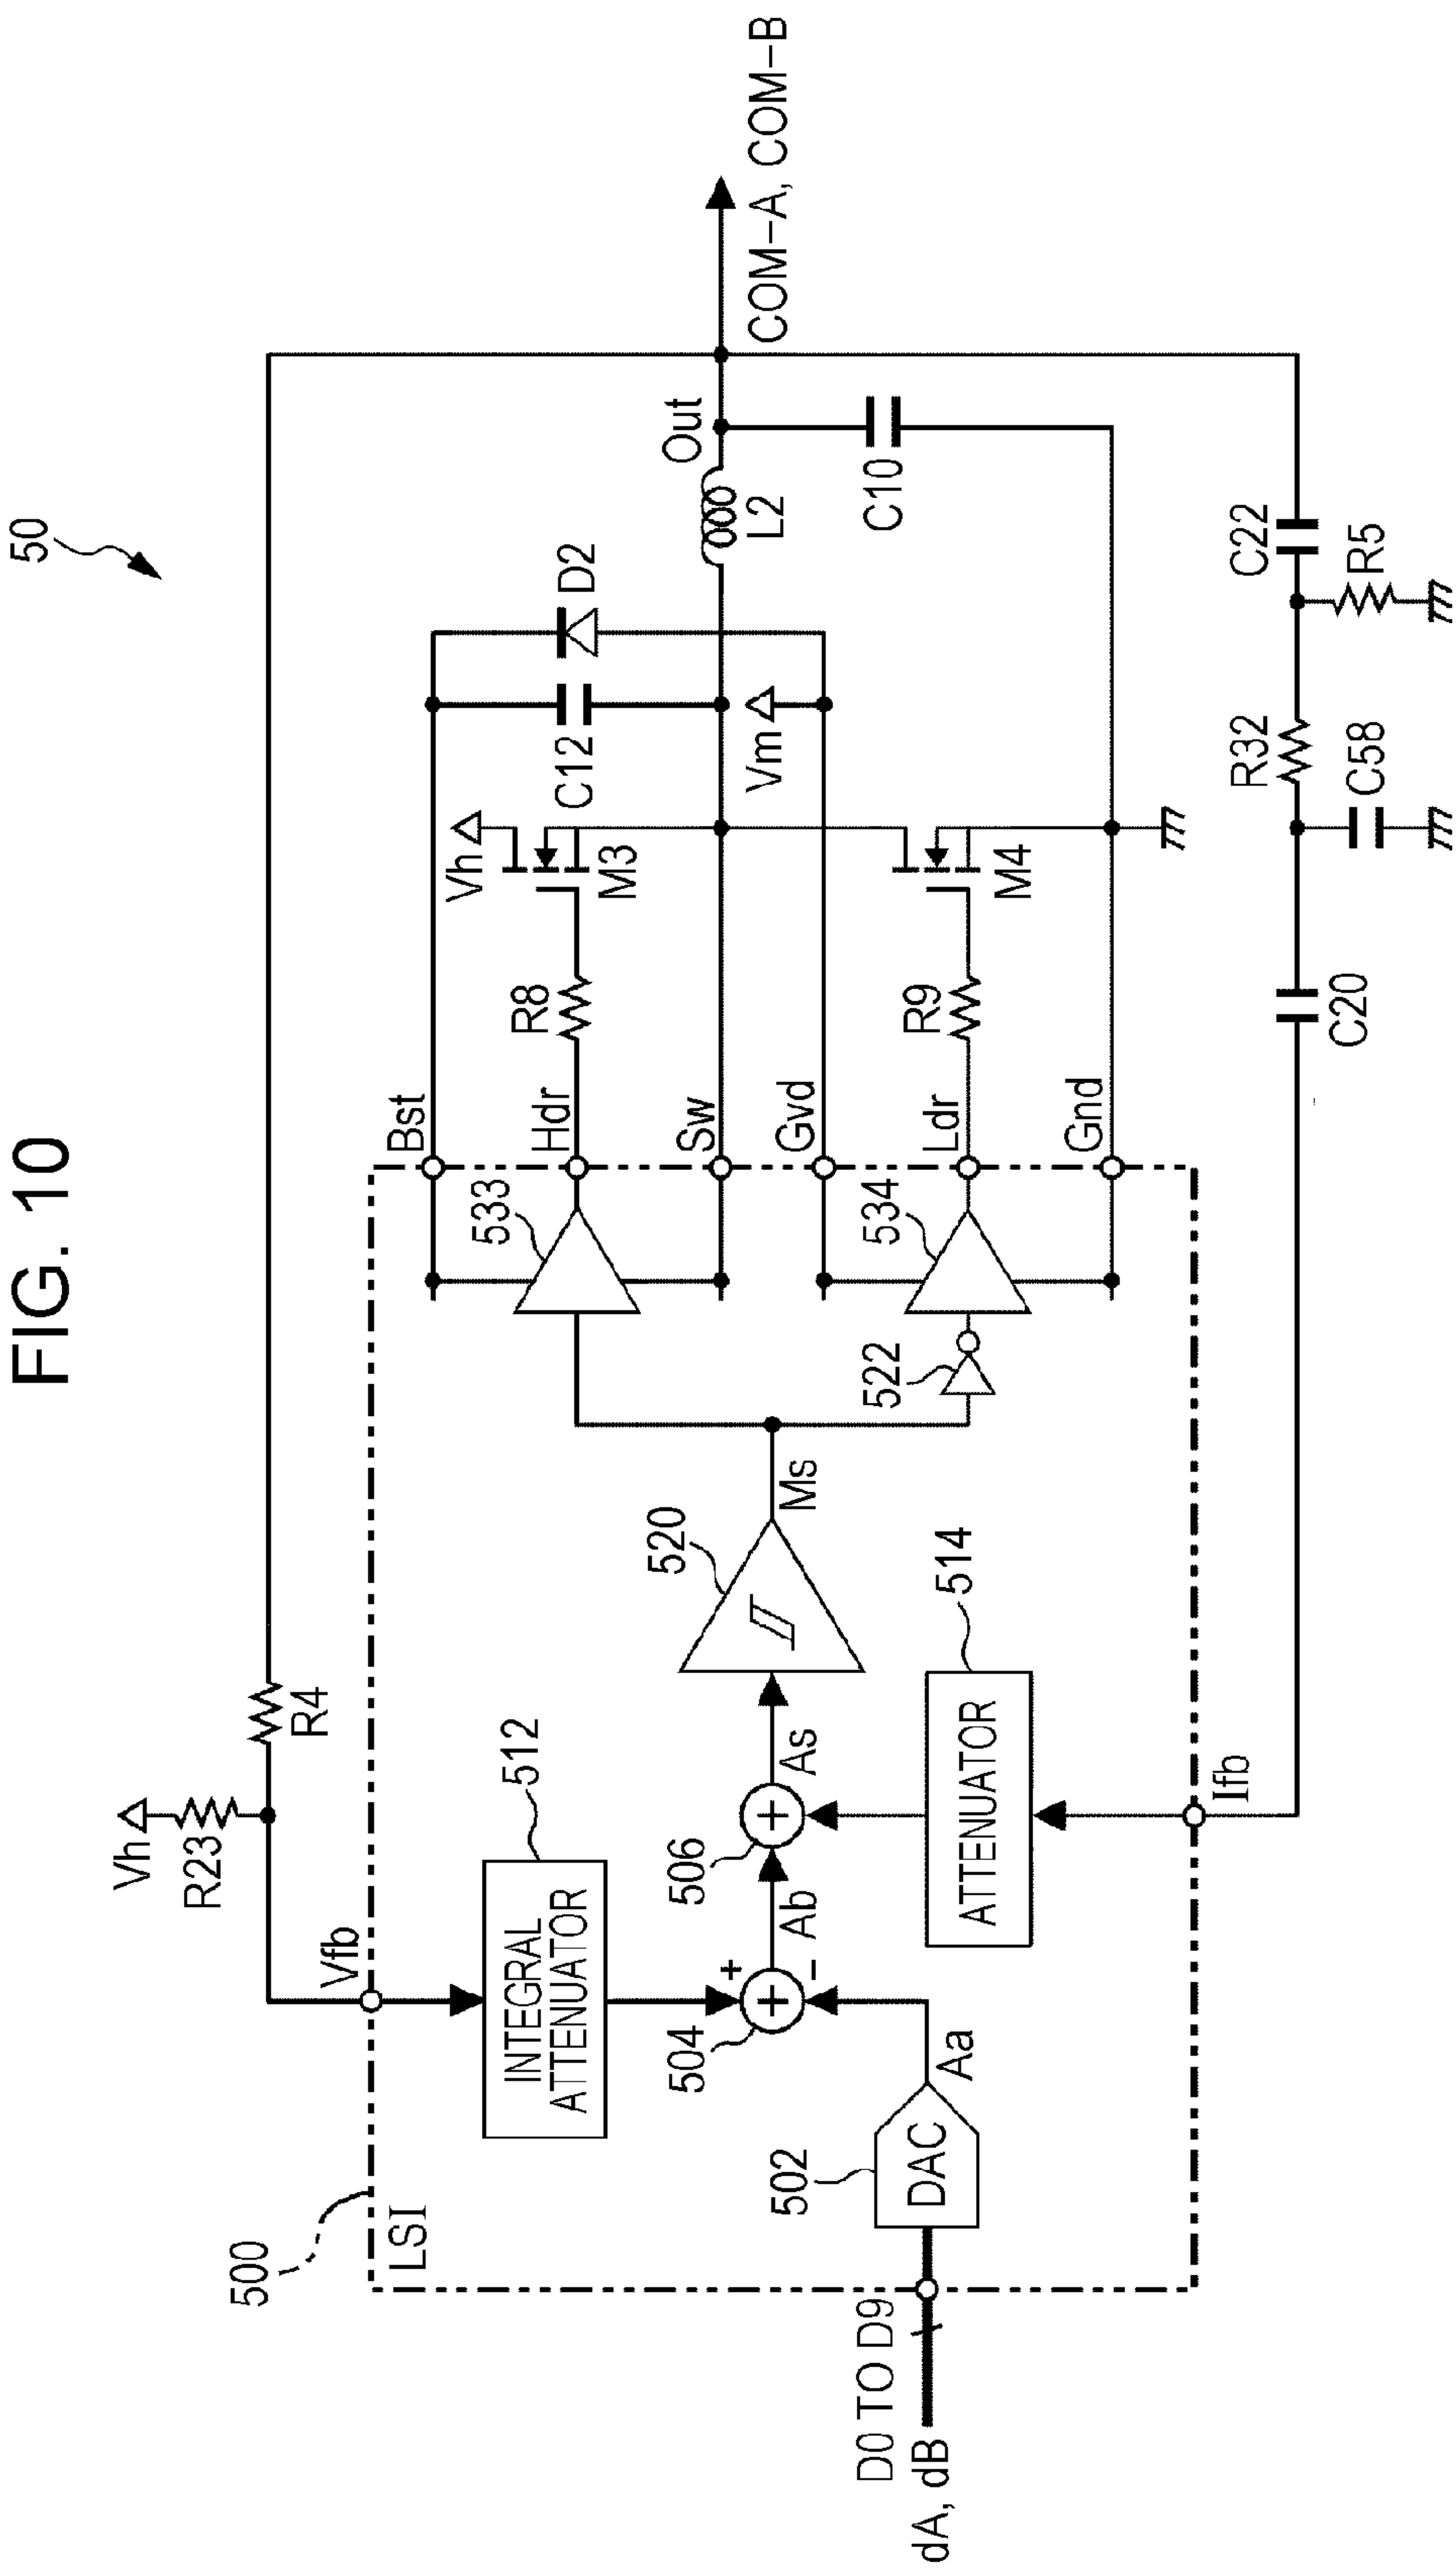 FIG. 10
50
Vh
R23
R4
Vfb
500
LSI
INTEGRAL
ATTENUATOR
512
504
+
+
−
Ab
506
+
As
520
Ms
D0 TO D9
dA, dB
502
DAC
Aa
ATTENUATOR
514
Ifb
522
533
534
Bst
Hdr
Sw
Gvd
Ldr
Gnd
R8
R9
Vh
M3
M4
C12
D2
Vm
L2
Out
C10
COM-A, COM-B
C20
R32
C58
C22
R5